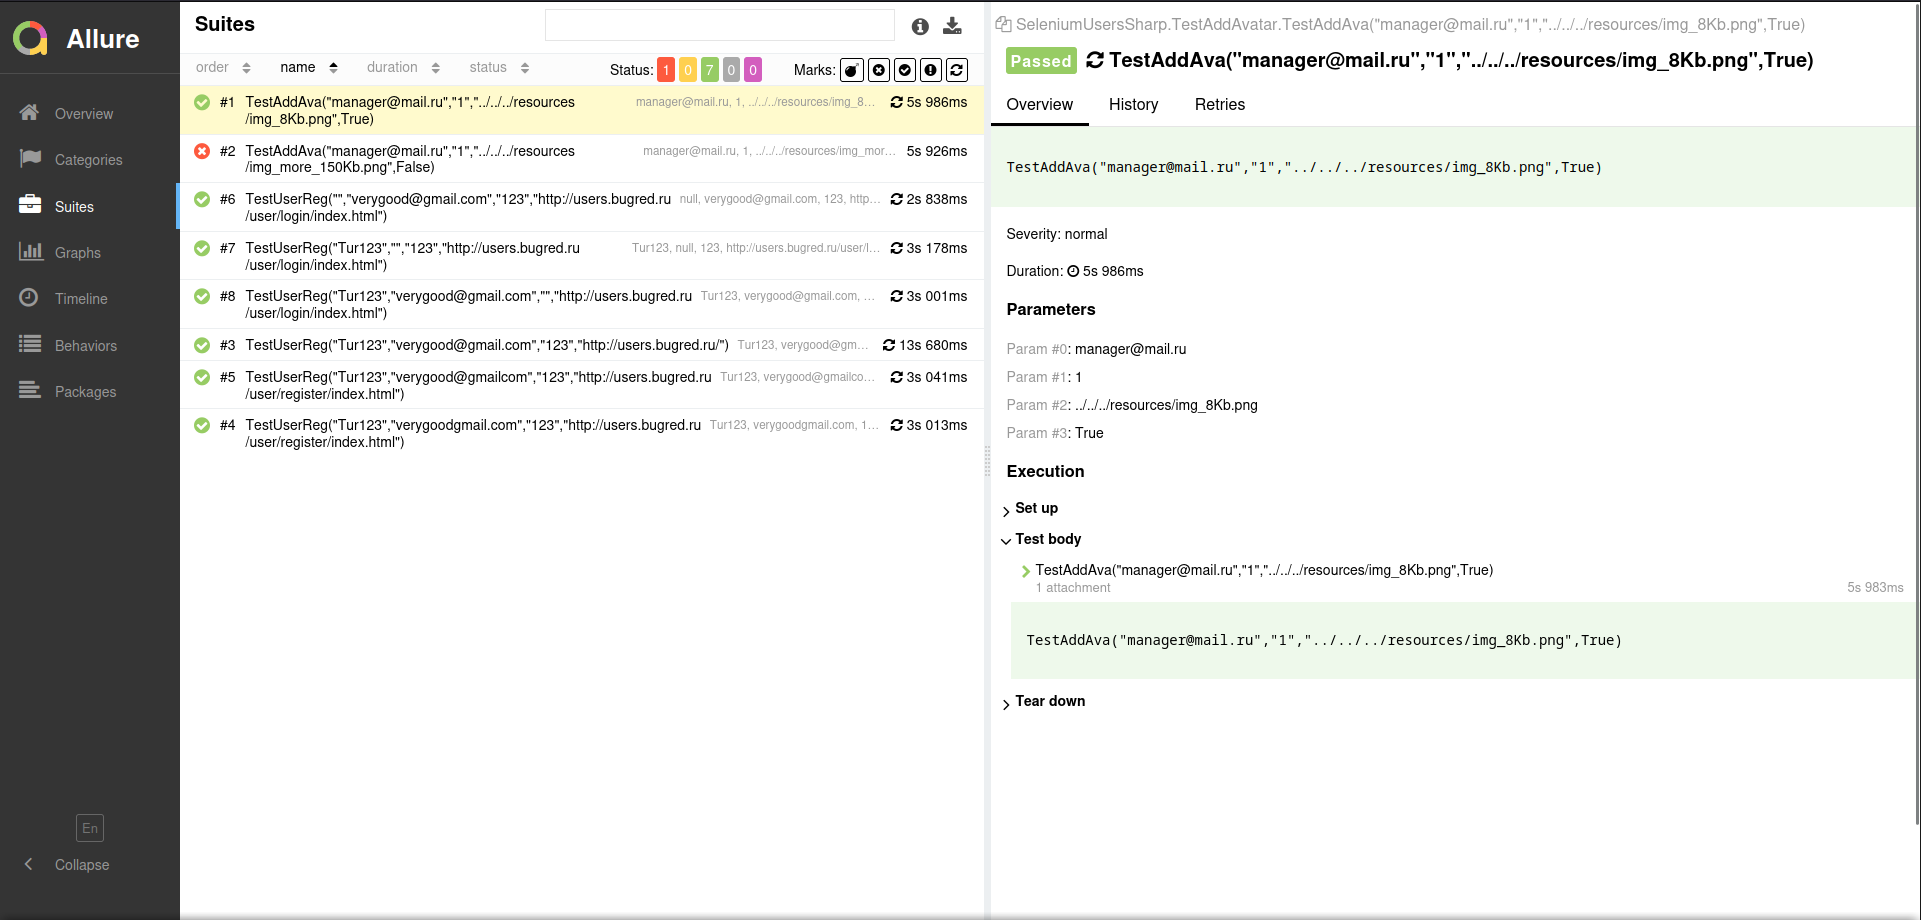 Allure
Overview
Categories
Suites
Graphs
Timeline
Behaviors
Packages
En
Collapse
Suites
order name duration status
Status: 1 0 7 0 0 Marks:
#1 TestAddAva("manager@mail.ru","1","../../../resources manager@mail.ru, 1, ../../../resources/img_8... 5s 986ms
/img_8Kb.png",True)
#2 TestAddAva("manager@mail.ru","1","../../../resources manager@mail.ru, 1, ../../../resources/img_mor... 5s 926ms
/img_more_150Kb.png",False)
#6 TestUserReg("","verygood@gmail.com","123","http://users.bugred.ru null, verygood@gmail.com, 123, http... 2s 838ms
/user/login/index.html")
#7 TestUserReg("Tur123","","123","http://users.bugred.ru Tur123, null, 123, http://users.bugred.ru/user/l... 3s 178ms
/user/login/index.html")
#8 TestUserReg("Tur123","verygood@gmail.com","","http://users.bugred.ru Tur123, verygood@gmail.com, ... 3s 001ms
/user/login/index.html")
#3 TestUserReg("Tur123","verygood@gmail.com","123","http://users.bugred.ru/") Tur123, verygood@gm... 13s 680ms
#5 TestUserReg("Tur123","verygood@gmailcom","123","http://users.bugred.ru Tur123, verygood@gmailco... 3s 041ms
/user/register/index.html")
#4 TestUserReg("Tur123","verygoodgmail.com","123","http://users.bugred.ru Tur123, verygoodgmail.com, 1... 3s 013ms
/user/register/index.html")
SeleniumUsersSharp.TestAddAvatar.TestAddAva("manager@mail.ru","1","../../../resources/img_8Kb.png",True)
Passed TestAddAva("manager@mail.ru","1","../../../resources/img_8Kb.png",True)
Overview History Retries
TestAddAva("manager@mail.ru","1","../../../resources/img_8Kb.png",True)
Severity: normal
Duration: 5s 986ms
Parameters
Param #0: manager@mail.ru
Param #1: 1
Param #2: ../../../resources/img_8Kb.png
Param #3: True
Execution
Set up
Test body
TestAddAva("manager@mail.ru","1","../../../resources/img_8Kb.png",True)
1 attachment 5s 983ms
TestAddAva("manager@mail.ru","1","../../../resources/img_8Kb.png",True)
Tear down